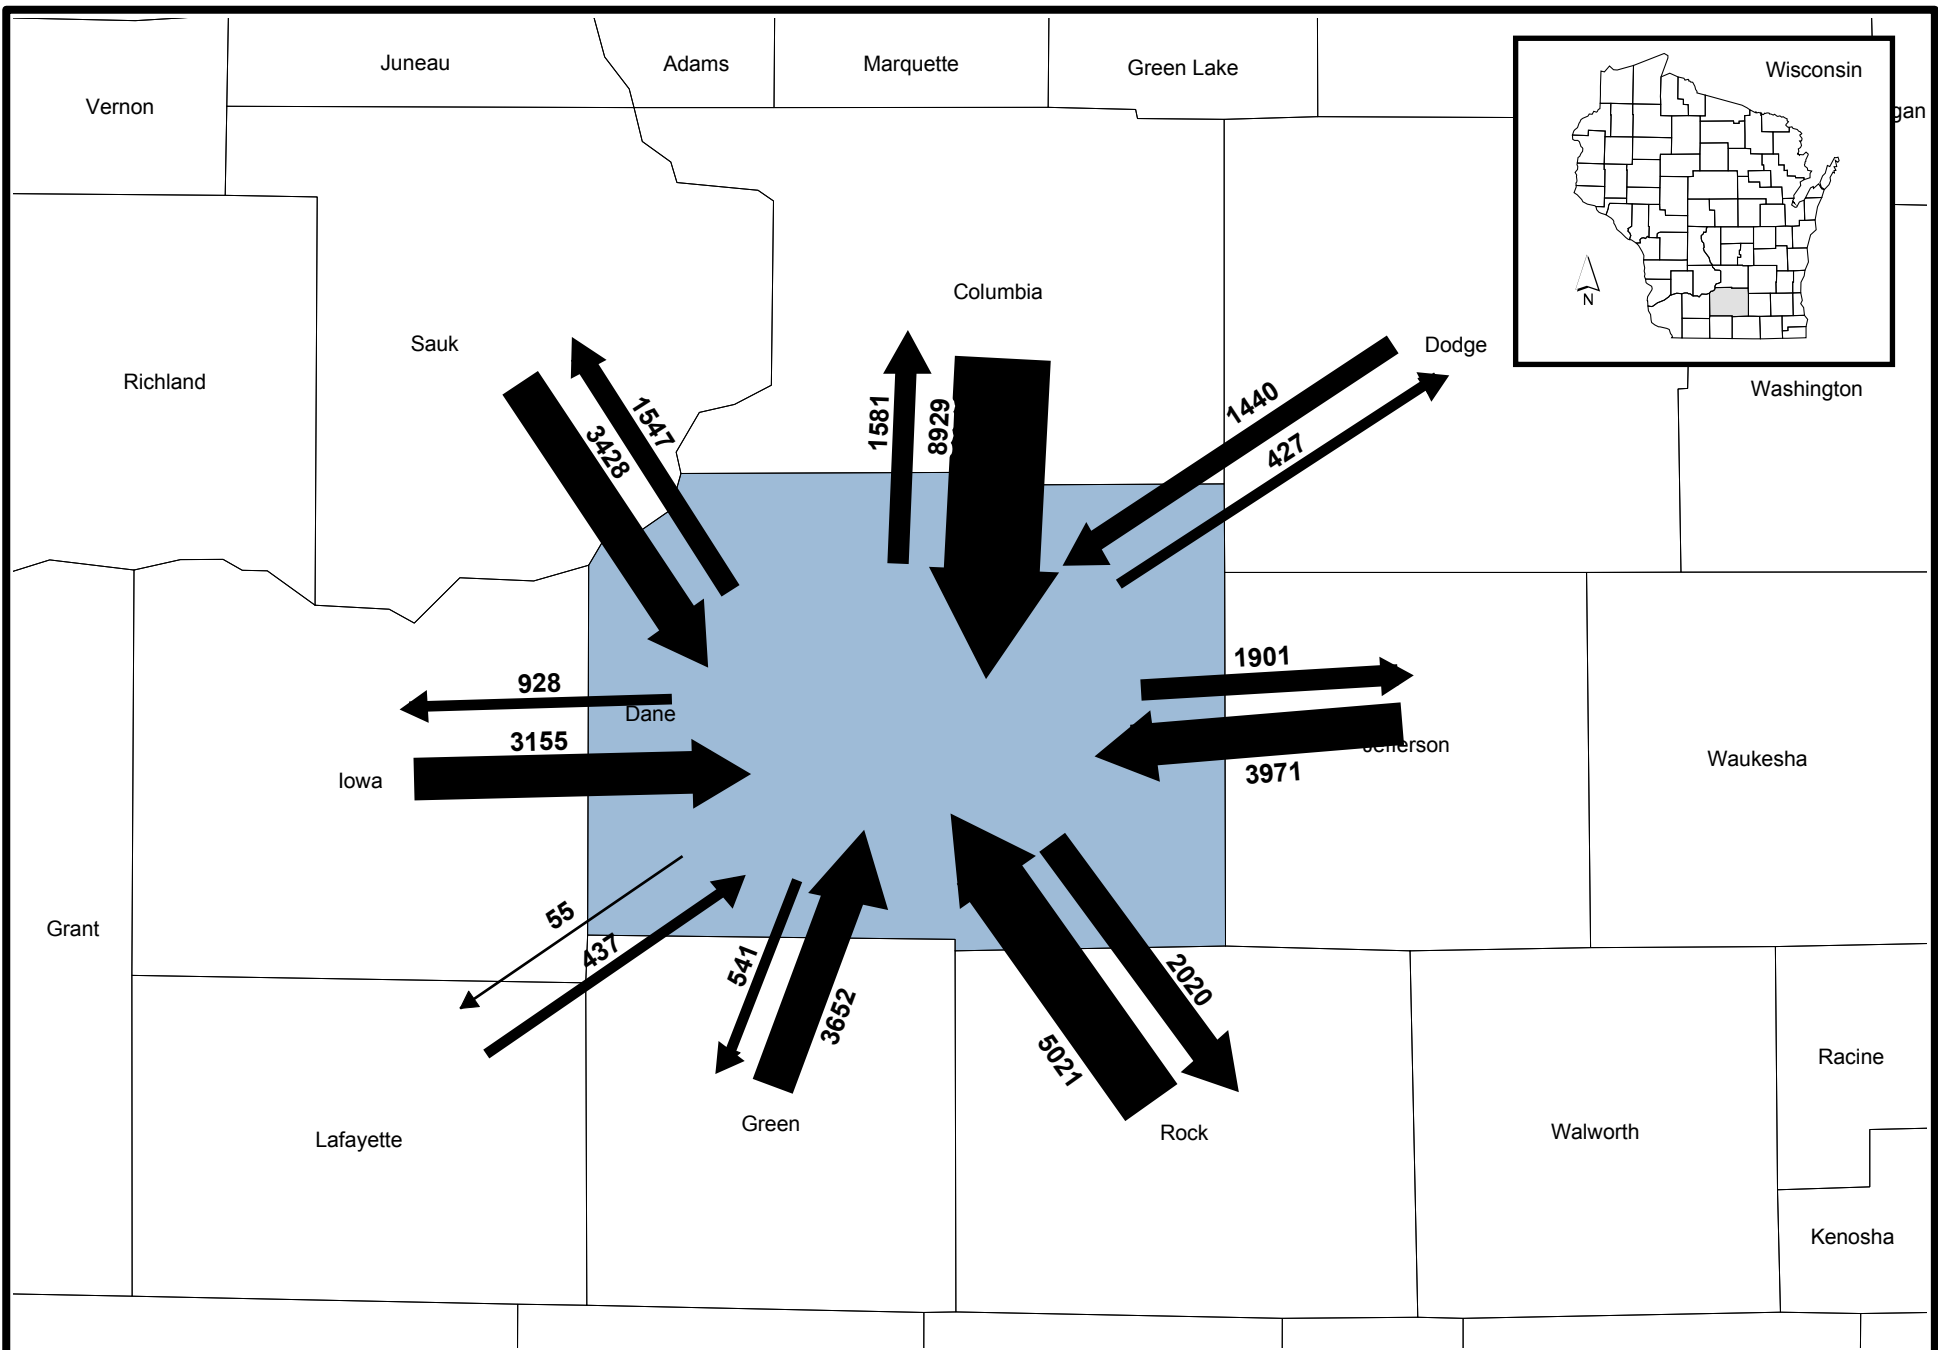 Juneau
Adams
Marquette
Green Lake
Wisconsin
Vernon
gan
N
Columbia
Sauk
Dodge
Richland
Washington
1547
3428
1581
8929
1440
427
928
Dane
3155
Iowa
1901
Jefferson
3971
Waukesha
55
437
541
3652
2020
5021
Grant
Racine
Lafayette
Green
Rock
Walworth
Kenosha